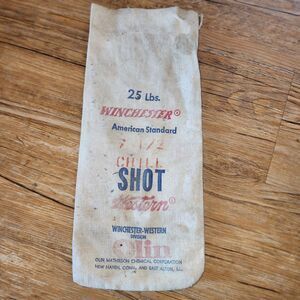 25 Lbs.
WINCHESTER®
American Standard
7 1/2
CHILL
SHOT
Western®
WINCHESTER-WESTERN
DIVISION
Olin
OLIN MATHIESON CHEMICAL CORPORATION
NEW HAVEN, CONN. AND EAST ALTON, ILL.